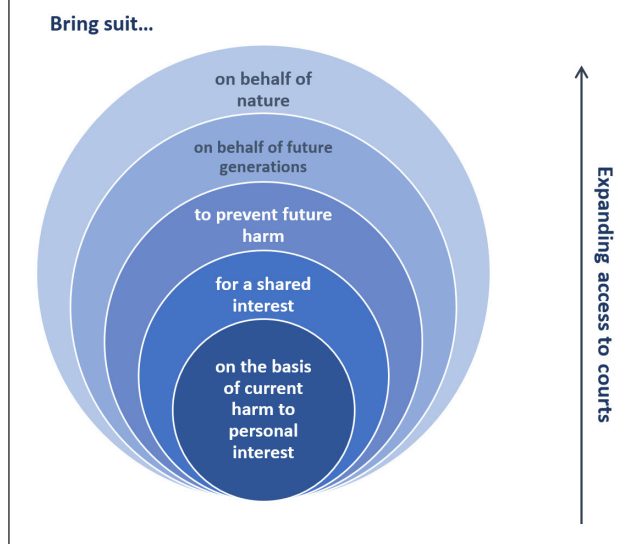 Bring suit...
on behalf of
nature
on behalf of future
generations
to prevent future
harm
for a shared
interest
on the basis
of current
harm to
personal
interest
Expanding access to courts